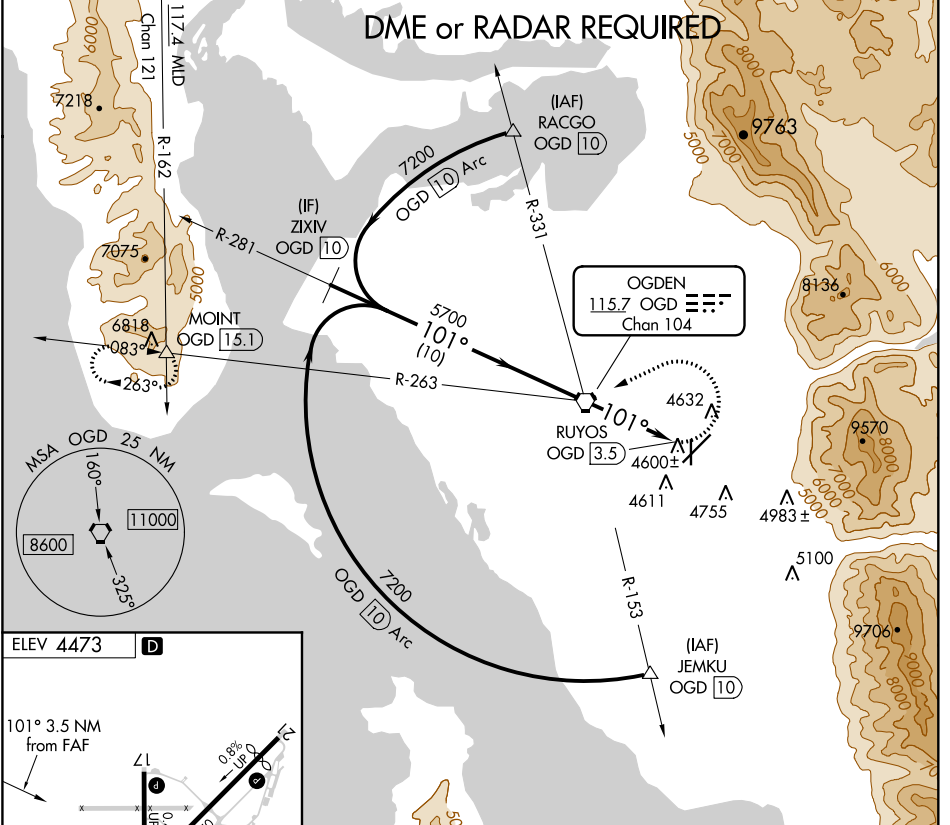 DME or RADAR REQUIRED
6000
Chan 121
117.4 MLD
R-162
7218
8000
5000
7000
9763
(IAF)
RACGO
OGD 10
7200
OGD 10 Arc
R-331
(IF)
ZIXIV
OGD 10
R-281
7075
5000
6000
8136
OGDEN
115.7 OGD
Chan 104
6818
MOINT
OGD 15.1
083°
263°
5700
101°
(10)
R-263
101°
4632
RUYOS
OGD 3.5
4600±
4611
4755
4983±
5000
6000
7000
8000
9570
5100
MSA OGD 25 NM
160°
11000
8600
325°
R-153
7200
OGD 10 Arc
(IAF)
JEMKU
OGD 10
9706
9000
8000
ELEV 4473
D
101° 3.5 NM
from FAF
17
P
0.8%
UP
21
P
UP